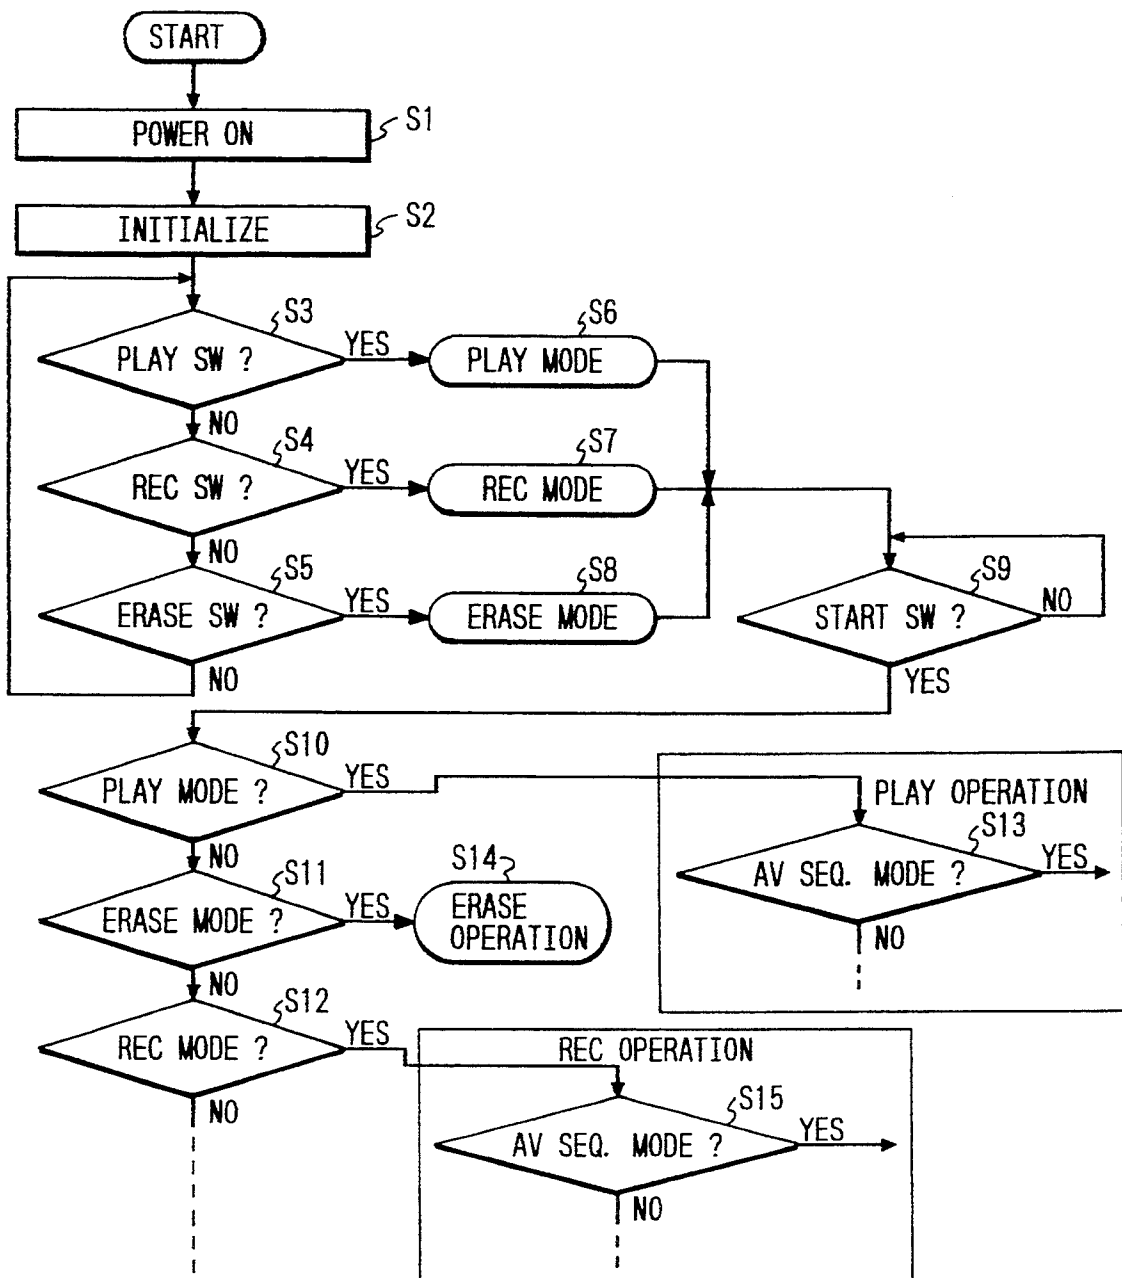 START
POWER ON
S1
INITIALIZE
S2
PLAY SW ?
S3
YES
PLAY MODE
S6
NO
REC SW ?
S4
YES
REC MODE
S7
NO
ERASE SW ?
S5
YES
ERASE MODE
S8
NO
START SW ?
S9
NO
YES
PLAY MODE ?
S10
YES
PLAY OPERATION
AV SEQ. MODE ?
S13
YES
NO
NO
ERASE MODE ?
S11
YES
S14
ERASE
OPERATION
NO
REC MODE ?
S12
YES
NO
REC OPERATION
AV SEQ. MODE ?
S15
YES
NO